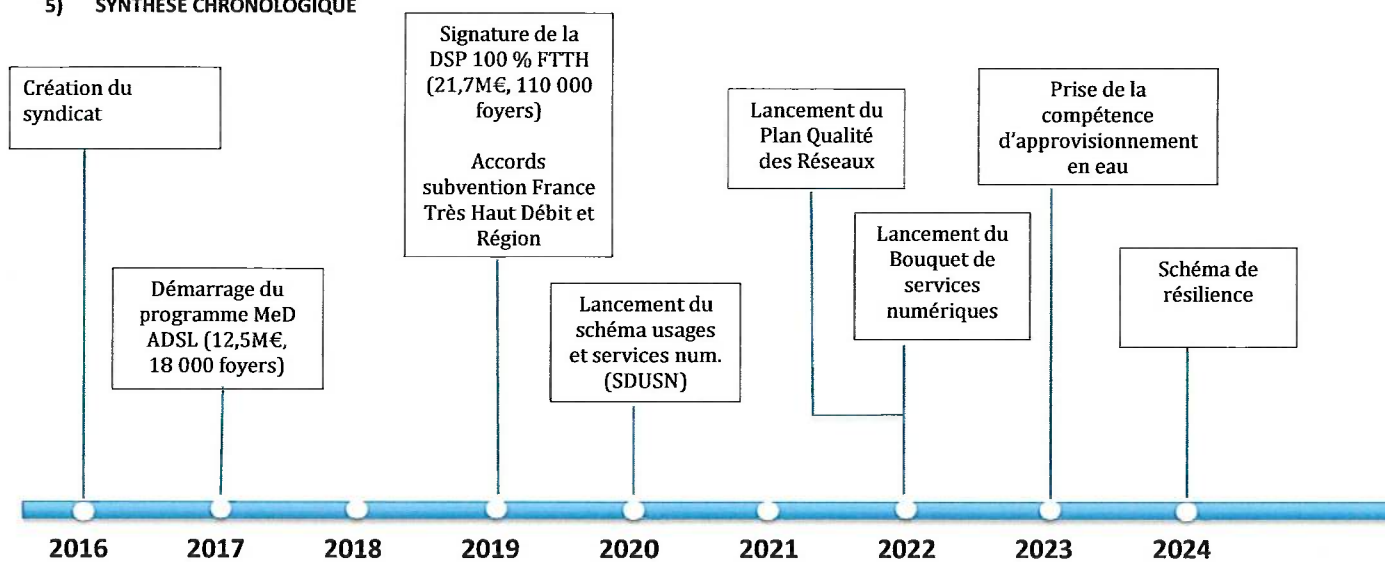 5) SYNTHESE CHRONOLOGIQUE
Création du
syndicat
Démarrage du
programme MeD
ADSL (12,5M€,
18 000 foyers)
Signature de la
DSP 100 % FTTH
(21,7M€, 110 000
foyers)
Accords
subvention France
Très Haut Débit et
Région
Lancement du
schéma usages
et services num.
(SDUSN)
Lancement du
Plan Qualité
des Réseaux
Lancement du
Bouquet de
services
numériques
Prise de la
compétence
d'approvisionnement
en eau
Schéma de
résilience
2016 2017 2018 2019 2020 2021 2022 2023 2024